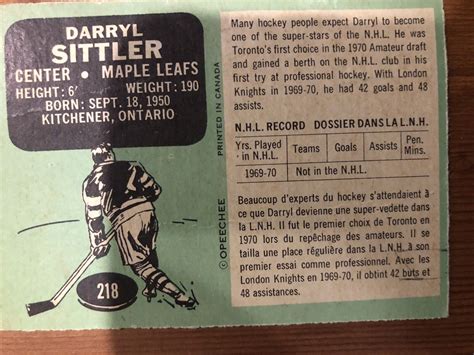 DARRYL
SITTLER
CENTER • MAPLE LEAFS
HEIGHT: 6' WEIGHT: 190
BORN: SEPT. 18, 1950
KITCHENER, ONTARIO
PRINTED IN CANADA
© OPEECHEE
218
Many hockey people expect Darryl to become
one of the super-stars of the N.H.L. He was
Toronto's first choice in the 1970 Amateur draft
and gained a berth on the N.H.L. club in his
first try at professional hockey. With London
Knights in 1969-70, he had 42 goals and 48
assists.
N.H.L. RECORD DOSSIER DANS LA L.N.H.
Yrs. Played in N.H.L. Teams Goals Assists Pen. Mins.
1969-70 Not in the N.H.L.
Beaucoup d'experts du hockey s'attendaient à
ce que Darryl devienne une super-vedette dans
la L.N.H. Il fut le premier choix de Toronto en
1970 lors du repêchage des amateurs. Il se
tailla une place régulière dans la L.N.H. à son
premier essai comme professionnel. Avec les
London Knights en 1969-70, il obtint 42 buts et
48 assistances.